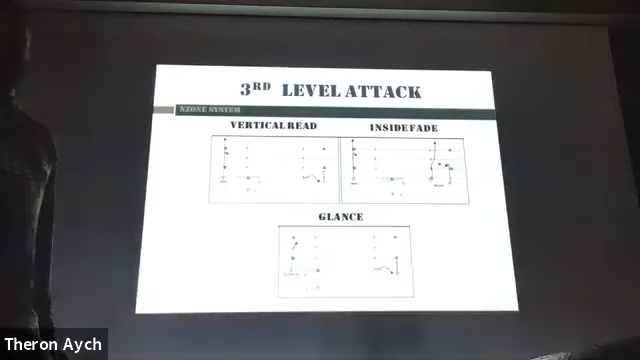 3RD LEVEL ATTACK
NZONE SYSTEM
VERTICAL READ
INSIDE FADE
GLANCE
Theron Aych